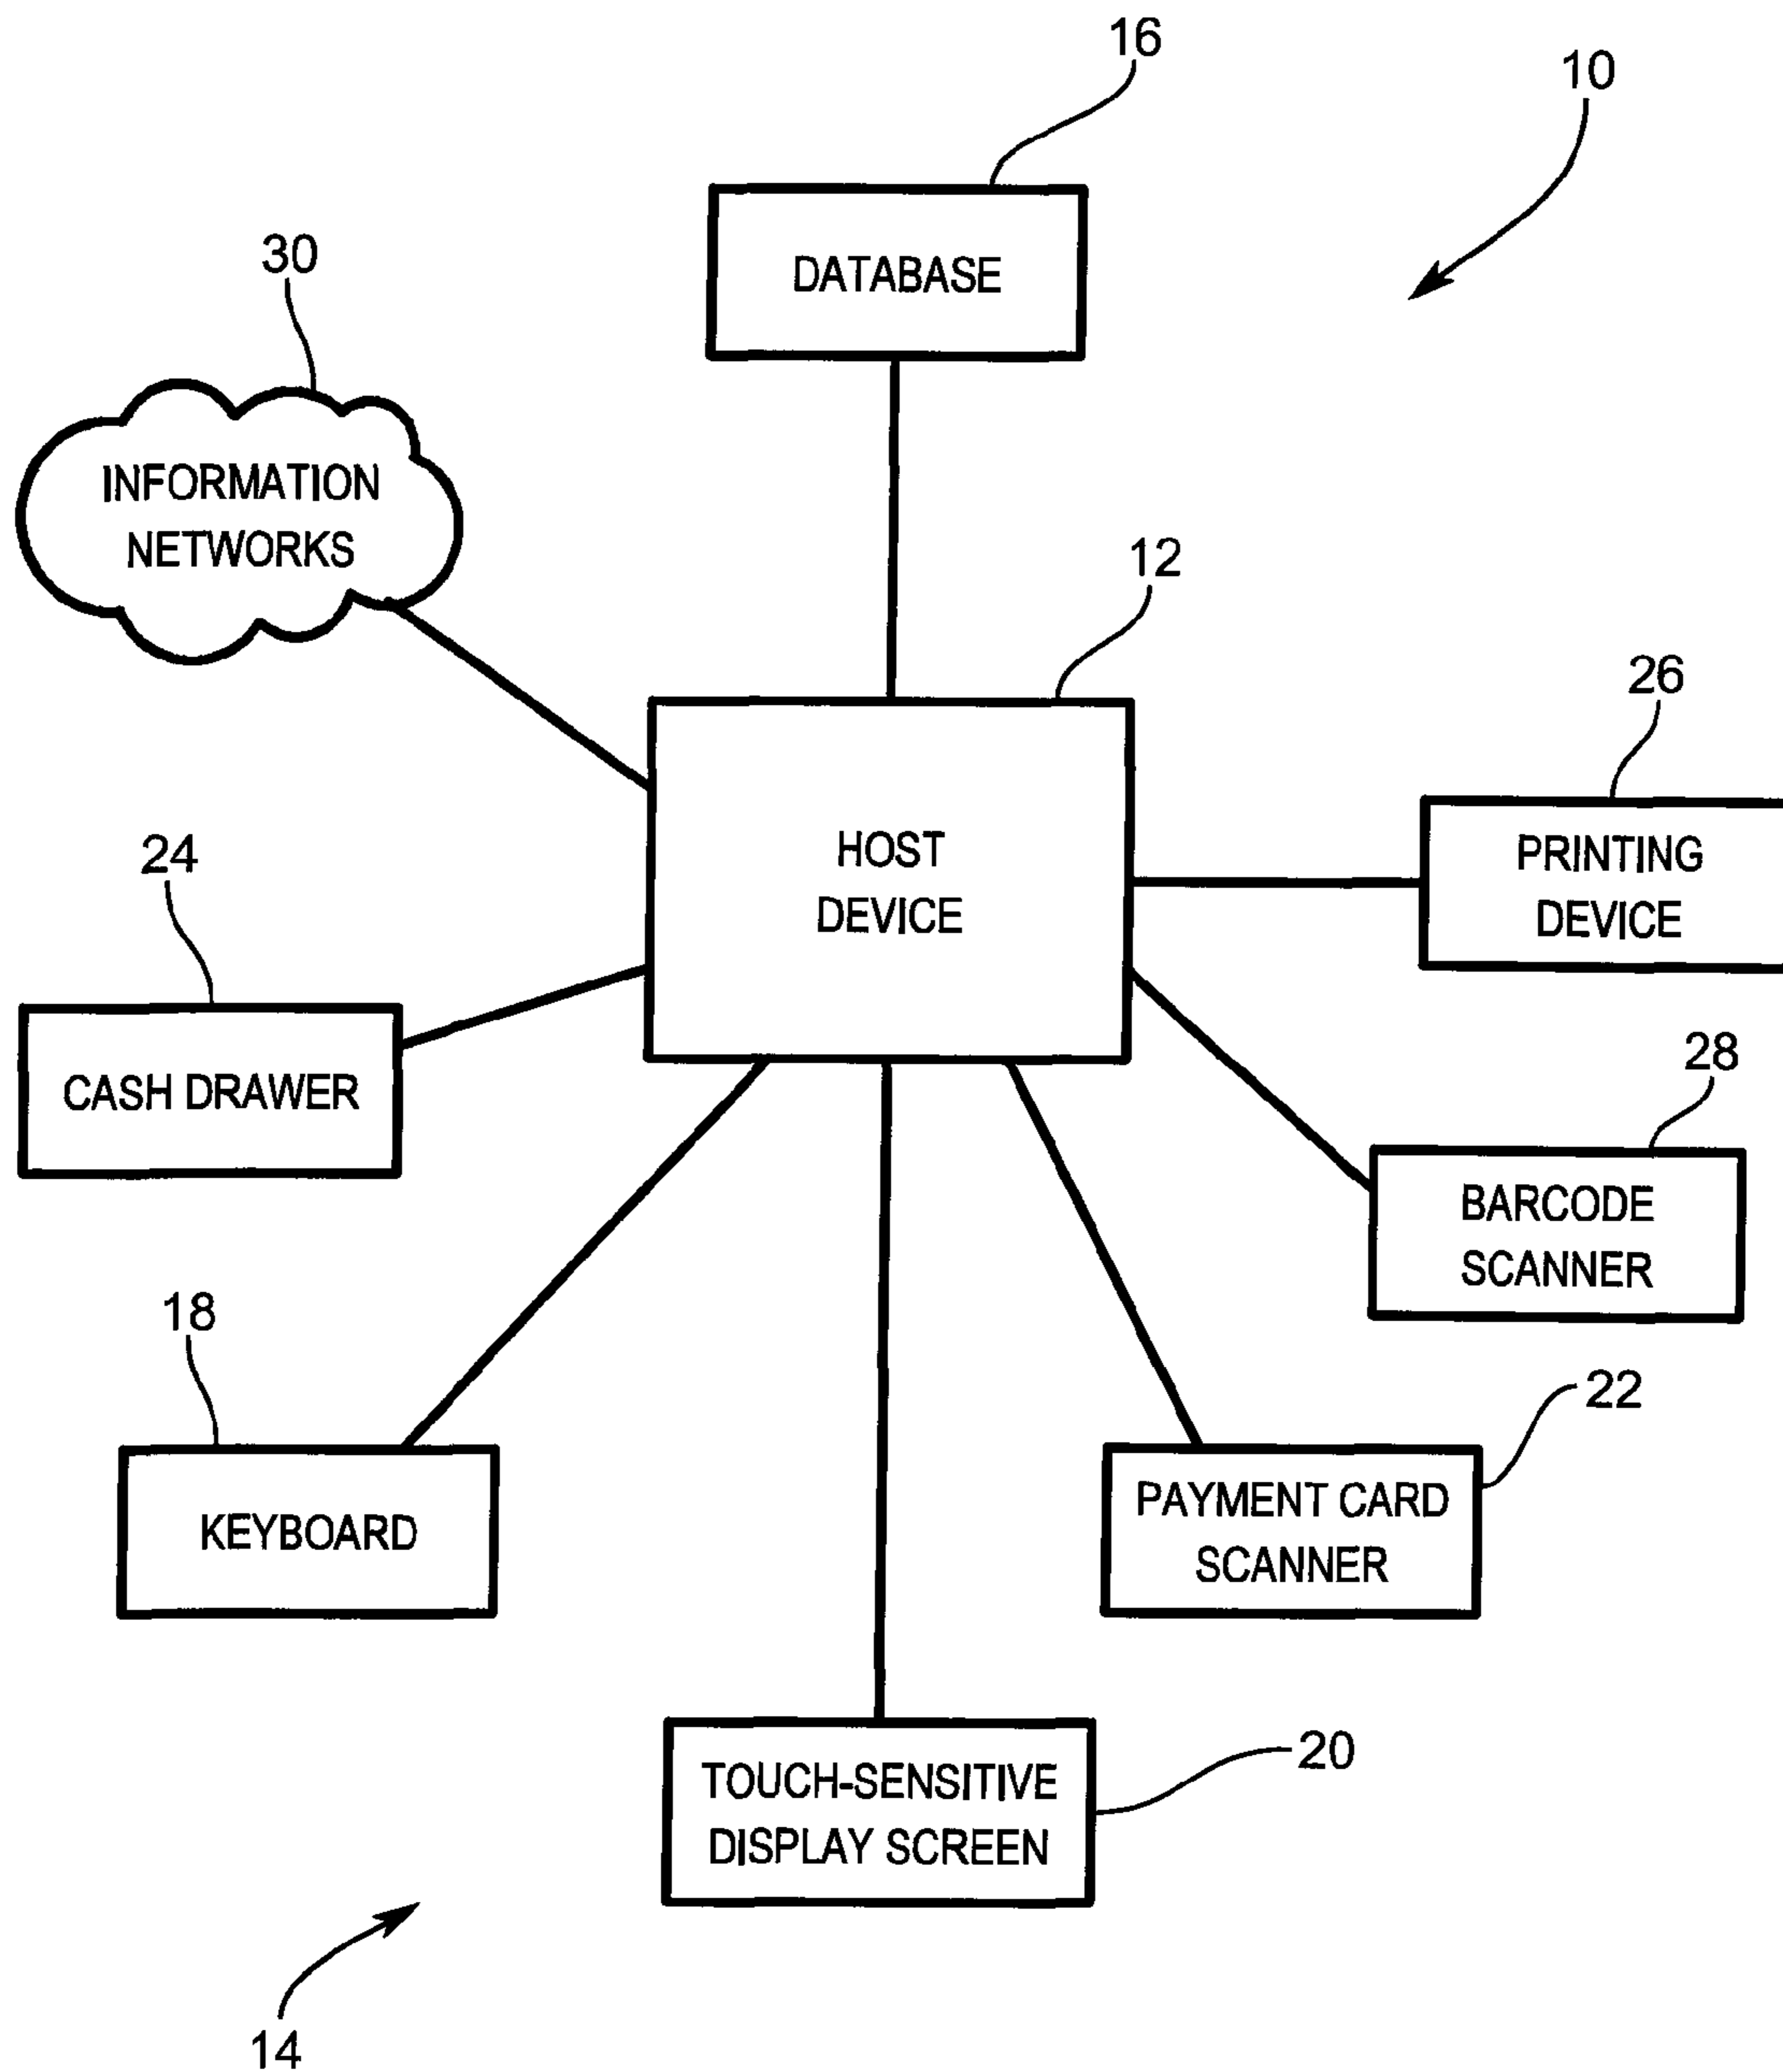 16
10
DATABASE
30
INFORMATION
NETWORKS
12
HOST
DEVICE
26
PRINTING
DEVICE
24
CASH DRAWER
28
BARCODE
SCANNER
18
KEYBOARD
22
PAYMENT CARD
SCANNER
20
TOUCH-SENSITIVE
DISPLAY SCREEN
14